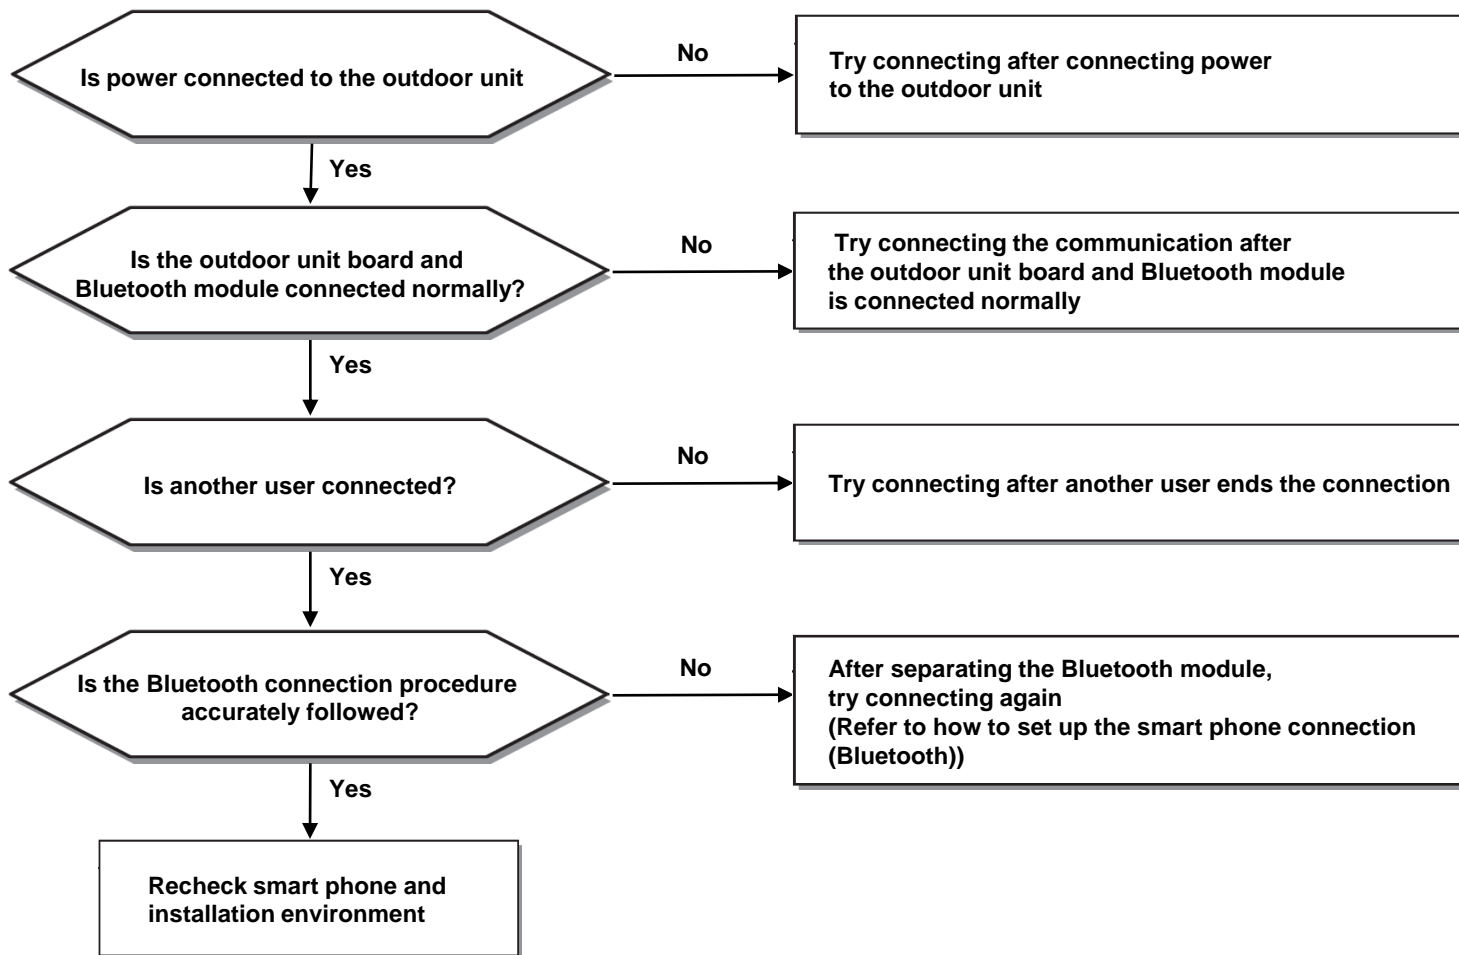 Is power connected to the outdoor unit
No
Try connecting after connecting power
to the outdoor unit
Yes
Is the outdoor unit board and
Bluetooth module connected normally?
No
Try connecting the communication after
the outdoor unit board and Bluetooth module
is connected normally
Yes
Is another user connected?
No
Try connecting after another user ends the connection
Yes
Is the Bluetooth connection procedure
accurately followed?
No
After separating the Bluetooth module,
try connecting again
(Refer to how to set up the smart phone connection
(Bluetooth))
Yes
Recheck smart phone and
installation environment